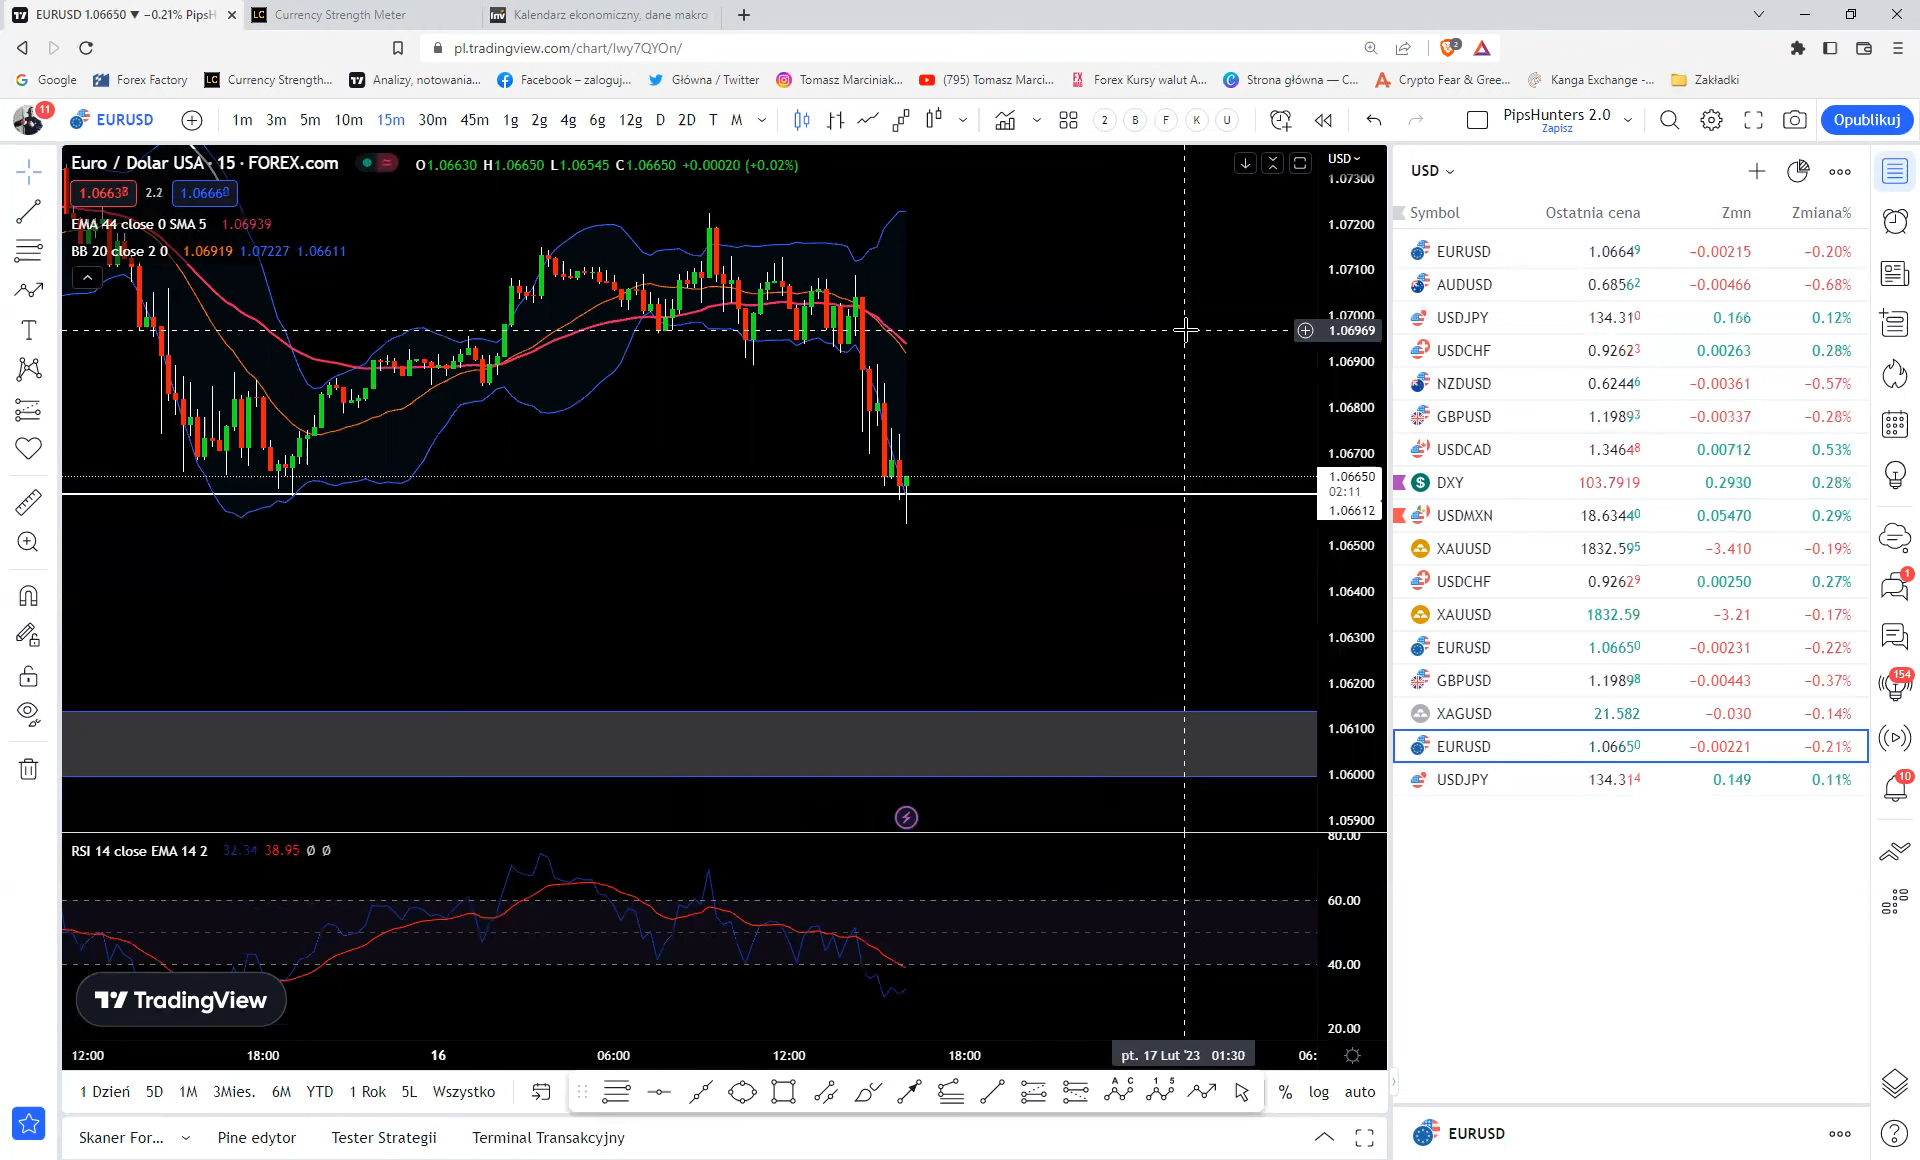 EURUSD 1.06650 ▼ −0.21% PipsH
Currency Strength Meter
Kalendarz ekonomiczny, dane makro
pl.tradingview.com/chart/Iwy7QYOn/
2
Google
Forex Factory
Currency Strength...
Analizy, notowania...
Facebook – zaloguj...
Główna / Twitter
Tomasz Marciniak...
(795) Tomasz Marci...
Forex Kursy walut A...
Strona główna — C...
Crypto Fear & Gree...
Kanga Exchange -...
Zakładki
11
EURUSD
1m 3m 5m 10m 15m 30m 45m 1g 2g 4g 6g 12g D 2D T M
2 B F K U
PipsHunters 2.0
Zapisz
Opublikuj
Euro / Dolar USA · 15 · FOREX.com
O1.06630 H1.06650 L1.06545 C1.06650 +0.00020 (+0.02%)
1.06638 2.2 1.06660
EMA 44 close 0 SMA 5 1.06939
BB 20 close 2 0 1.06919 1.07227 1.06611
USD
1.07300
1.07200
1.07100
1.07000
1.06969
1.06900
1.06800
1.06700
1.06650
02:11
1.06612
1.06500
1.06400
1.06300
1.06200
1.06100
1.06000
1.05900
80.00
RSI 14 close EMA 14 2 32.34 38.95 Ø Ø
60.00
40.00
20.00
TradingView
12:00 18:00 16 06:00 12:00 18:00 pt. 17 Lut '23 01:30 06:
1 Dzień 5D 1M 3Mies. 6M YTD 1 Rok 5L Wszystko
% log auto
Skaner For... Pine edytor Tester Strategii Terminal Transakcyjny
USD
Symbol Ostatnia cena Zmn Zmiana%
EURUSD 1.06649 −0.00215 −0.20%
AUDUSD 0.68562 −0.00466 −0.68%
USDJPY 134.310 0.166 0.12%
USDCHF 0.92623 0.00263 0.28%
NZDUSD 0.62446 −0.00361 −0.57%
GBPUSD 1.19893 −0.00337 −0.28%
USDCAD 1.34648 0.00712 0.53%
DXY 103.7919 0.2930 0.28%
USDMXN 18.63440 0.05470 0.29%
XAUUSD 1832.595 −3.410 −0.19%
USDCHF 0.92629 0.00250 0.27%
XAUUSD 1832.59 −3.21 −0.17%
EURUSD 1.06650 −0.00231 −0.22%
GBPUSD 1.19898 −0.00443 −0.37%
XAGUSD 21.582 −0.030 −0.14%
EURUSD 1.06650 −0.00221 −0.21%
USDJPY 134.314 0.149 0.11%
1
154
10
EURUSD